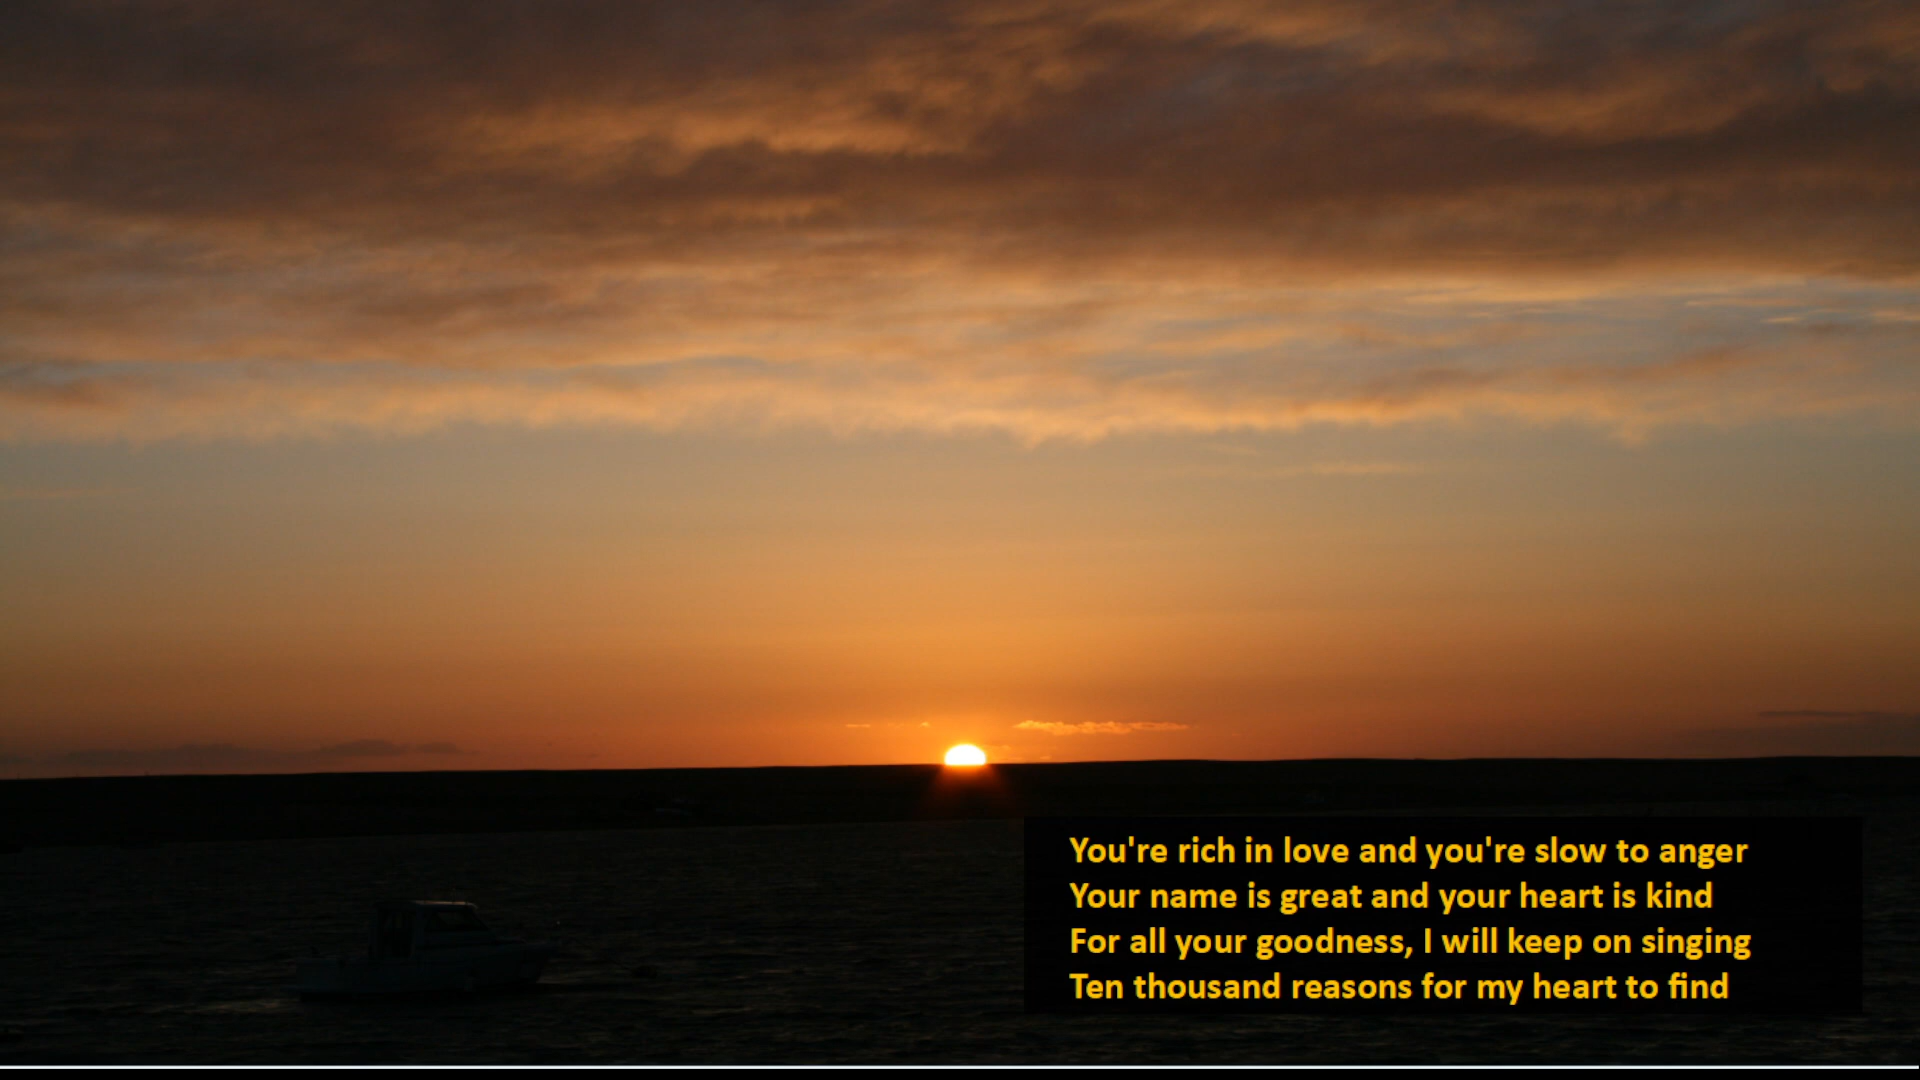 You're rich in love and you're slow to anger
Your name is great and your heart is kind
For all your goodness, I will keep on singing
Ten thousand reasons for my heart to find